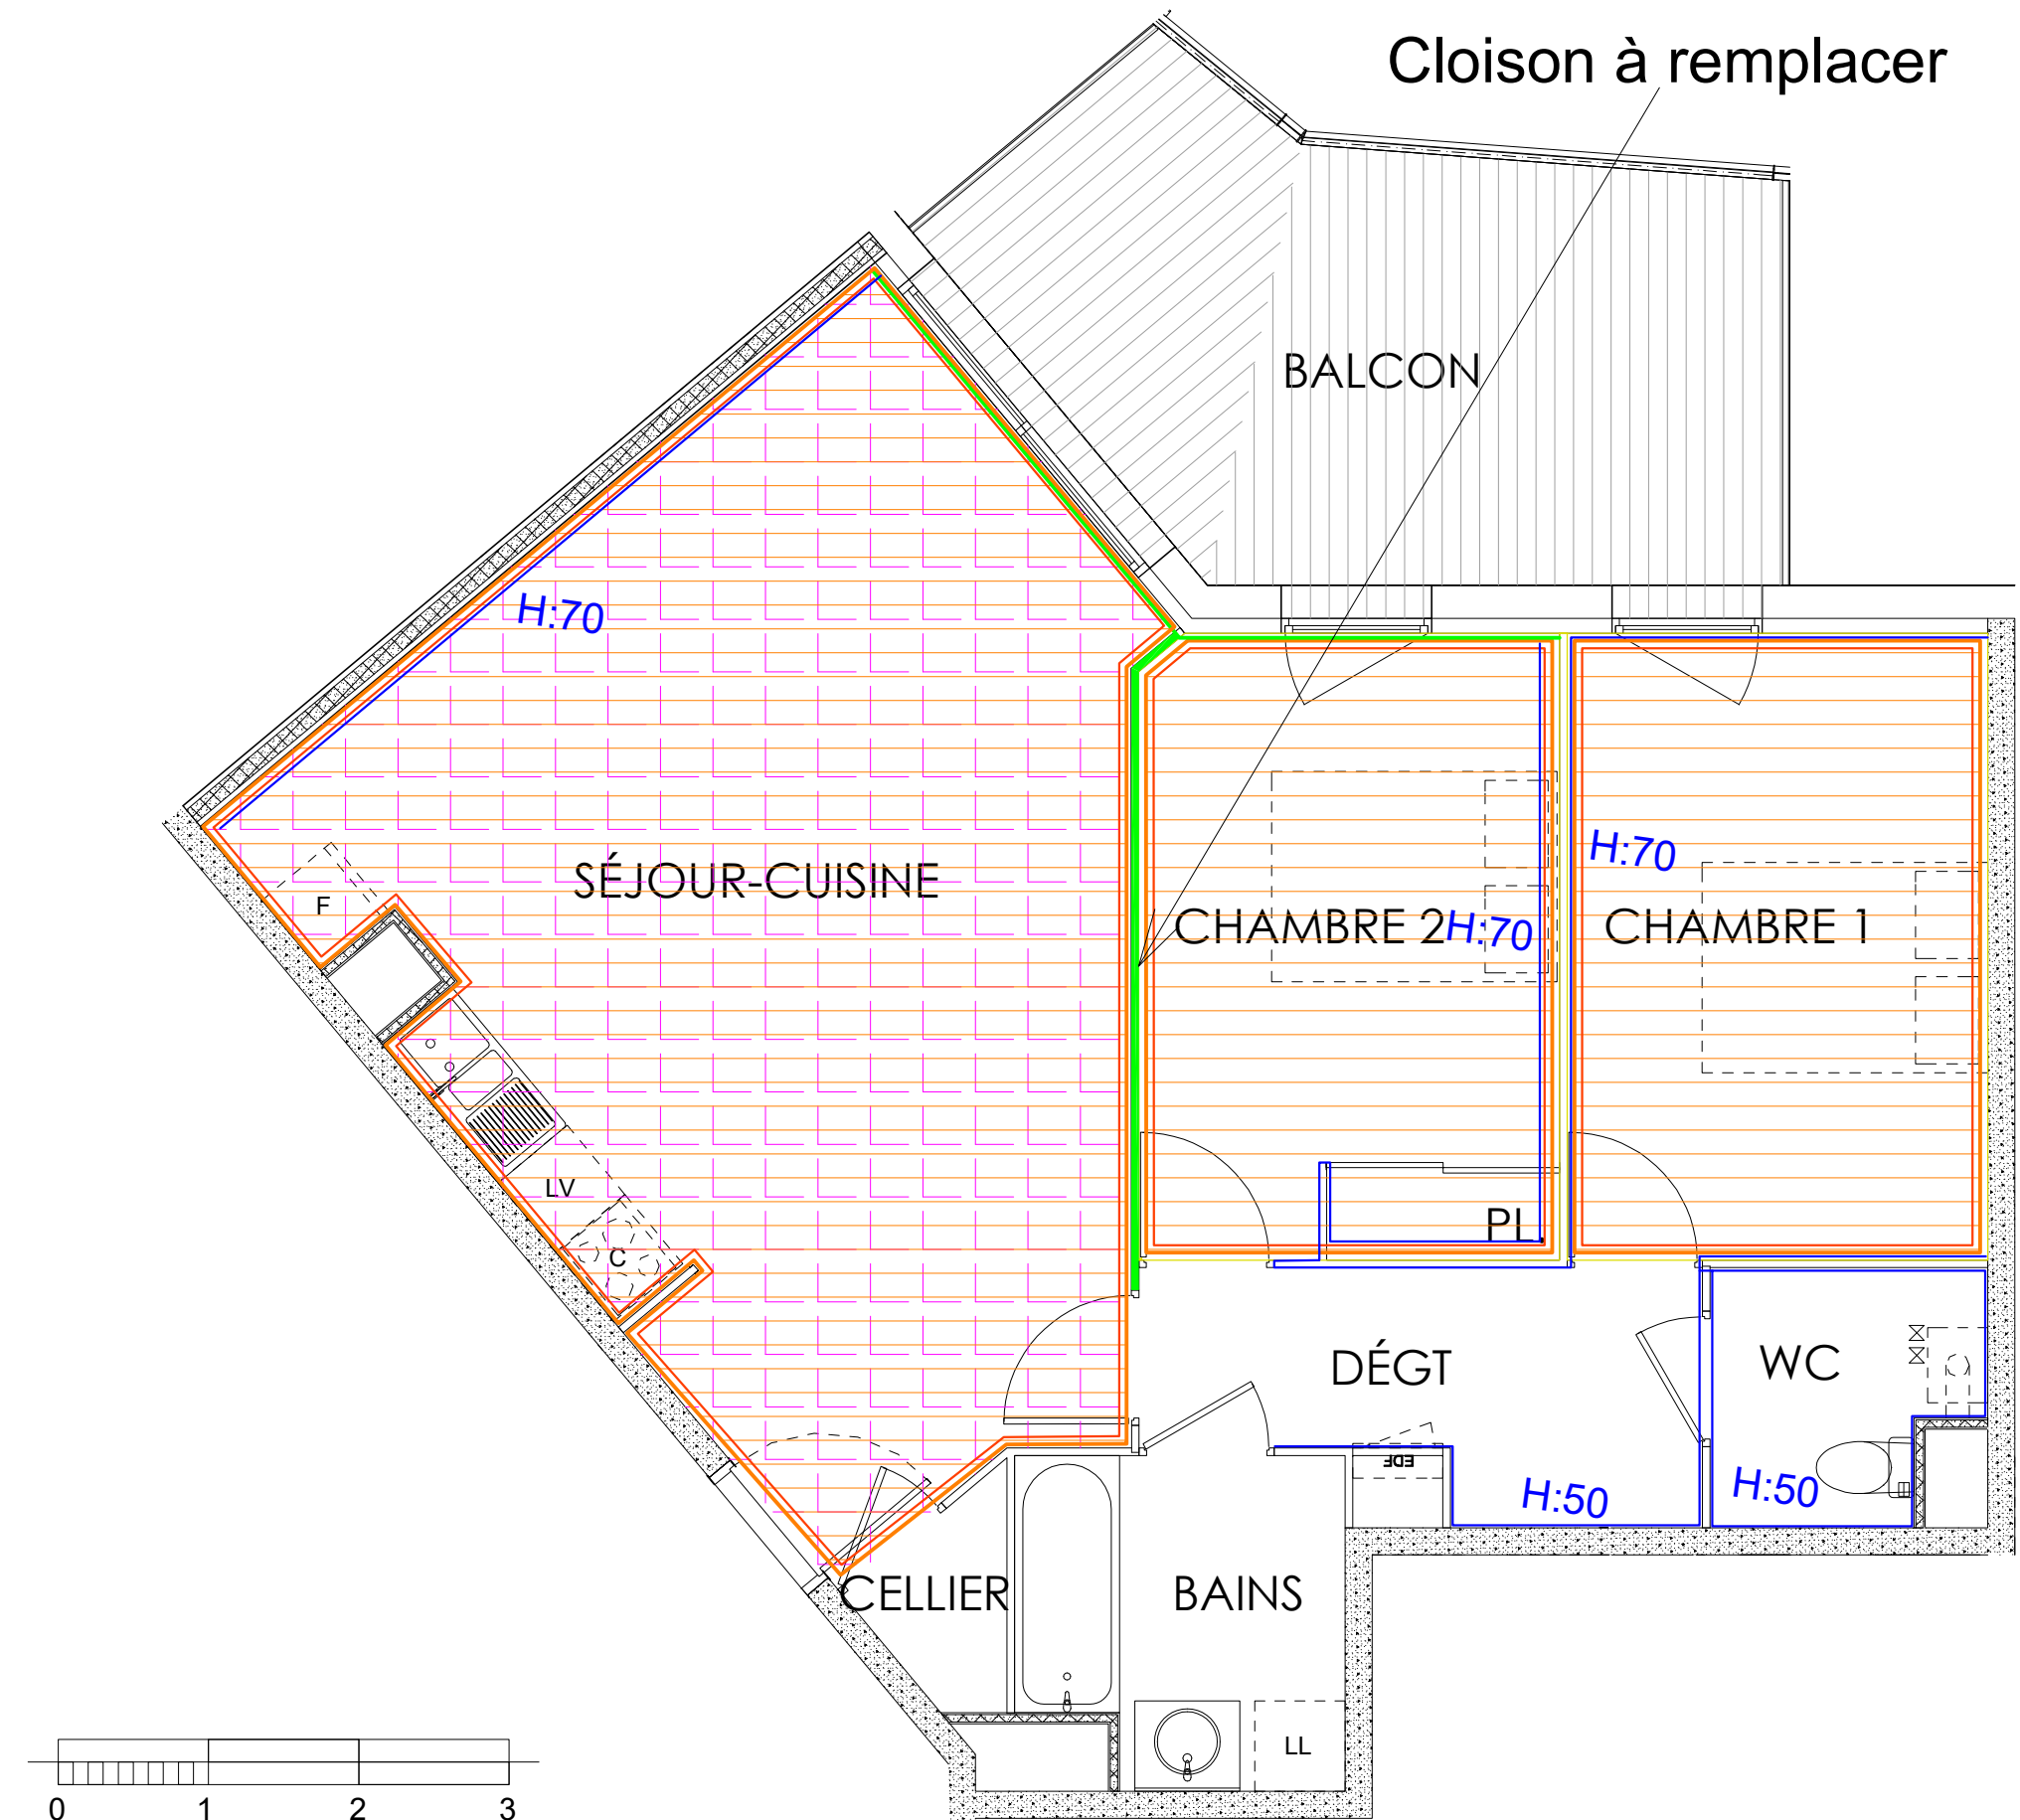 Cloison à remplacer
BALCON
H:70
SÉJOUR-CUISINE
H:70
F
CHAMBRE 2
H:70
CHAMBRE 1
LV
PL.
C
DÉGT
WC
EDF
H:50
H:50
CELLIER
BAINS
LL
0 1 2 3